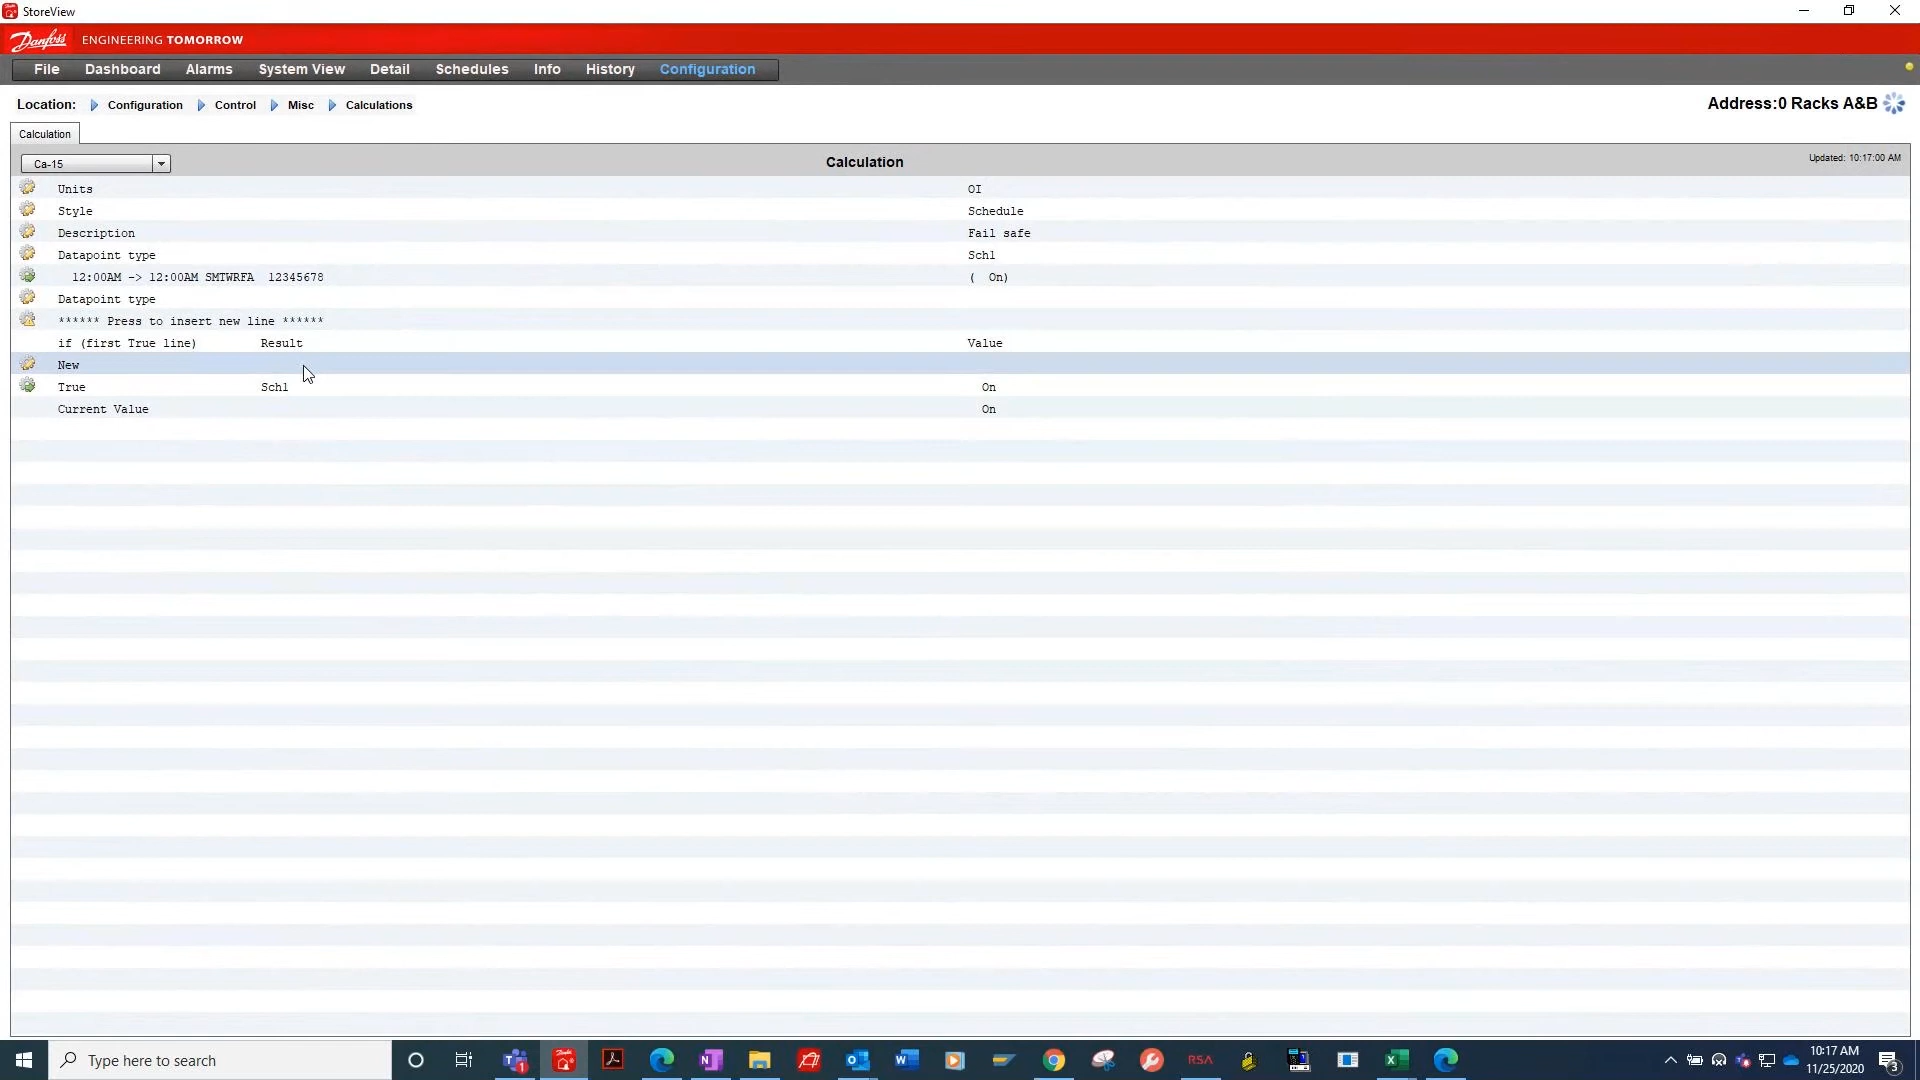 StoreView
Danfoss ENGINEERING TOMORROW
File Dashboard Alarms System View Detail Schedules Info History Configuration
Location: Configuration Control Misc Calculations
Address:0 Racks A&B
Calculation
Ca-15
Calculation
Updated: 10:17:00 AM
Units OI
Style Schedule
Description Fail safe
Datapoint type Sch1
12:00AM -> 12:00AM SMTWRFA 12345678 ( On)
Datapoint type
****** Press to insert new line ******
if (first True line) Result Value
New
True Sch1 On
Current Value On
Type here to search
RSA
10:17 AM
11/25/2020
3